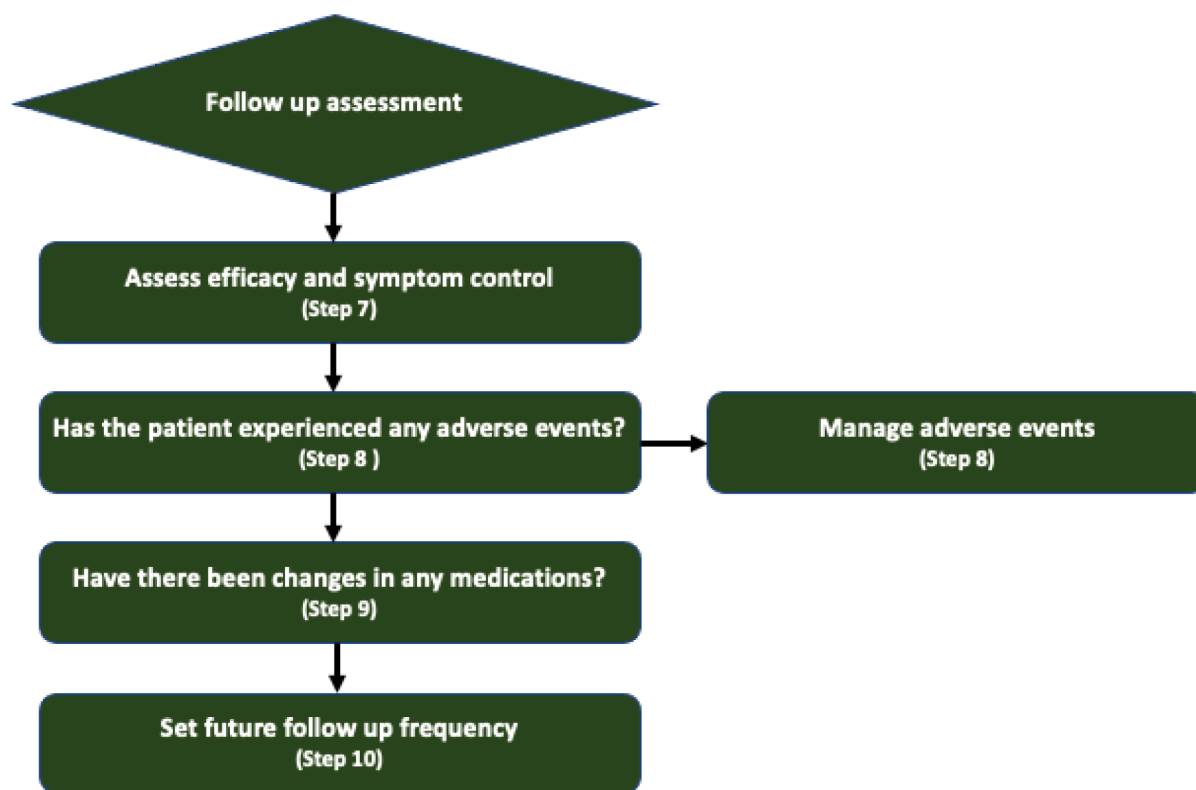 Follow up assessment
Assess efficacy and symptom control
(Step 7)
Has the patient experienced any adverse events?
(Step 8 )
Manage adverse events
(Step 8)
Have there been changes in any medications?
(Step 9)
Set future follow up frequency
(Step 10)